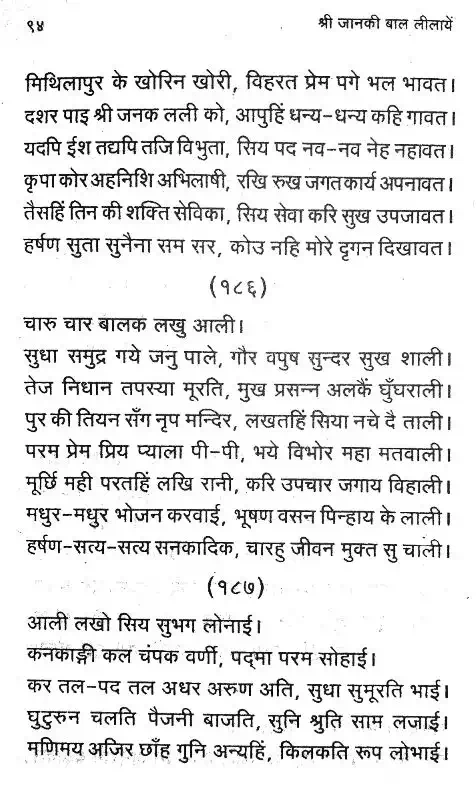 ९४ श्री जानकी बाल लीलायें
मिथिलापुर के खोरिन खोरी, विहरत प्रेम पगे भल भावत।
दशर पाइ श्री जनक लली को, आपुहिं धन्य-धन्य कहि गावत।
यदपि ईश तद्यपि तजि विभुता, सिय पद नव-नव नेह नहावत।
कृपा कोर अहनिशि अभिलाषी, रखि रुख जगतकार्य अपनावत।
तैसहिं तिन की शक्ति सेविका, सिय सेवा करि सुख उपजावत।
हर्षण सुता सुनैना सम सर, कोउ नहि मोरे दृगन दिखावत।
(१८६)
चारु चार बालक लखु आली।
सुधा समुद्र गये जनु पाले, गौर वपुष सुन्दर सुख शाली।
तेज निधान तपस्या मूरति, मुख प्रसन्न अलकैं घुँघराली।
पुर की तियन सँग नृप मन्दिर, लखतहिं सिया नचे दै ताली।
परम प्रेम प्रिय प्याला पी-पी, भये विभोर महा मतवाली।
मूर्छि मही परतहिं लखि रानी, करि उपचार जगाय विहाली।
मधुर-मधुर भोजन करवाई, भूषण वसन पिन्हाय के लाली।
हर्षण-सत्य-सत्य सनकादिक, चारहु जीवन मुक्त सु चाली।
(१८७)
आली लखो सिय सुभग लोनाई।
कनकाङ्गी कल चंपक वर्णी, पद्मा परम सोहाई।
कर तल-पद तल अधर अरुण अति, सुधा सुमूरति भाई।
घुटुरुन चलति पैजनी बाजति, सुनि श्रुति साम लजाई।
मणिमय अजिर छाँह गुनि अन्यहिं, किलकति रूप लोभाई।